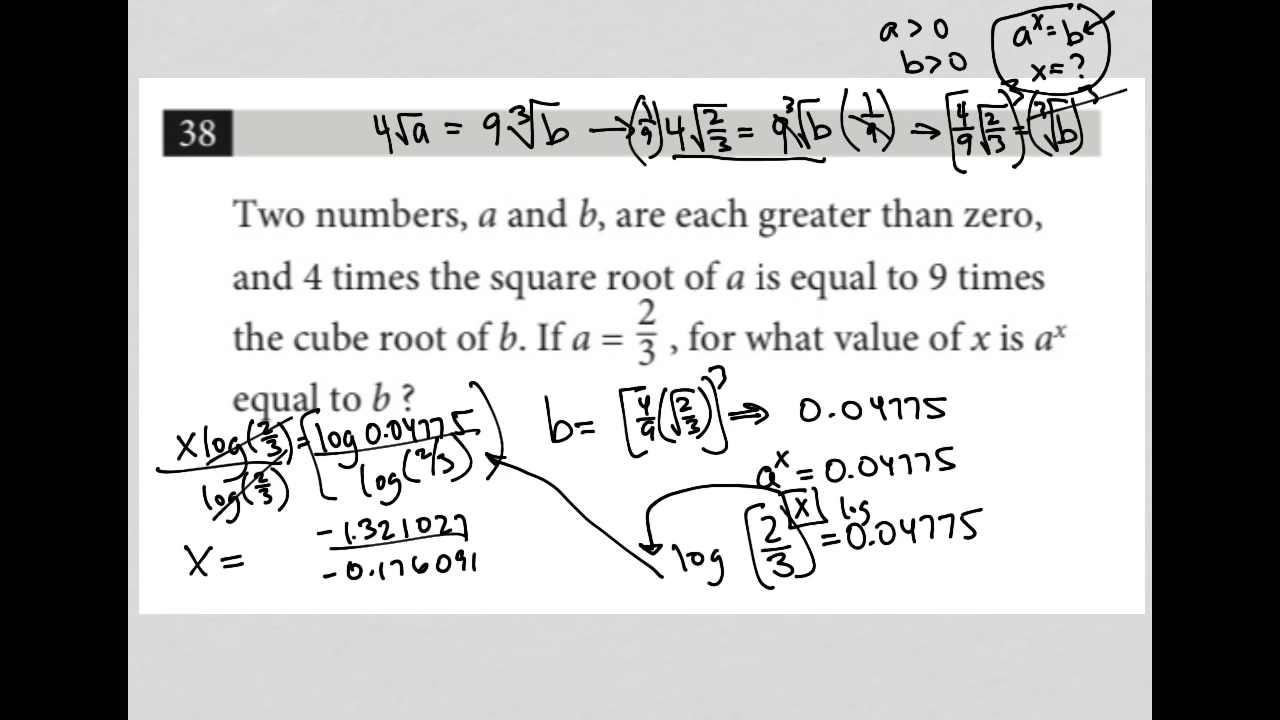 a > 0
b > 0
aˣ = b
x = ?
38
4√a = 9∛b → (1/9) 4√(2/3) = 9∛b (1/9) ⇒ [4/9 √(2/3)]³ = (∛b)³
Two numbers, a and b, are each greater than zero,
and 4 times the square root of a is equal to 9 times
the cube root of b. If a = 2/3, for what value of x is aˣ
equal to b ?
b = [4/9 (√(2/3))]³ ⇒ 0.04775
x log(2/3) / log(2/3) = [log 0.04775 / log(2/3)]
aˣ = 0.04775
log [2/3]ˣ = log 0.04775
x = -1.321027 / -0.176091